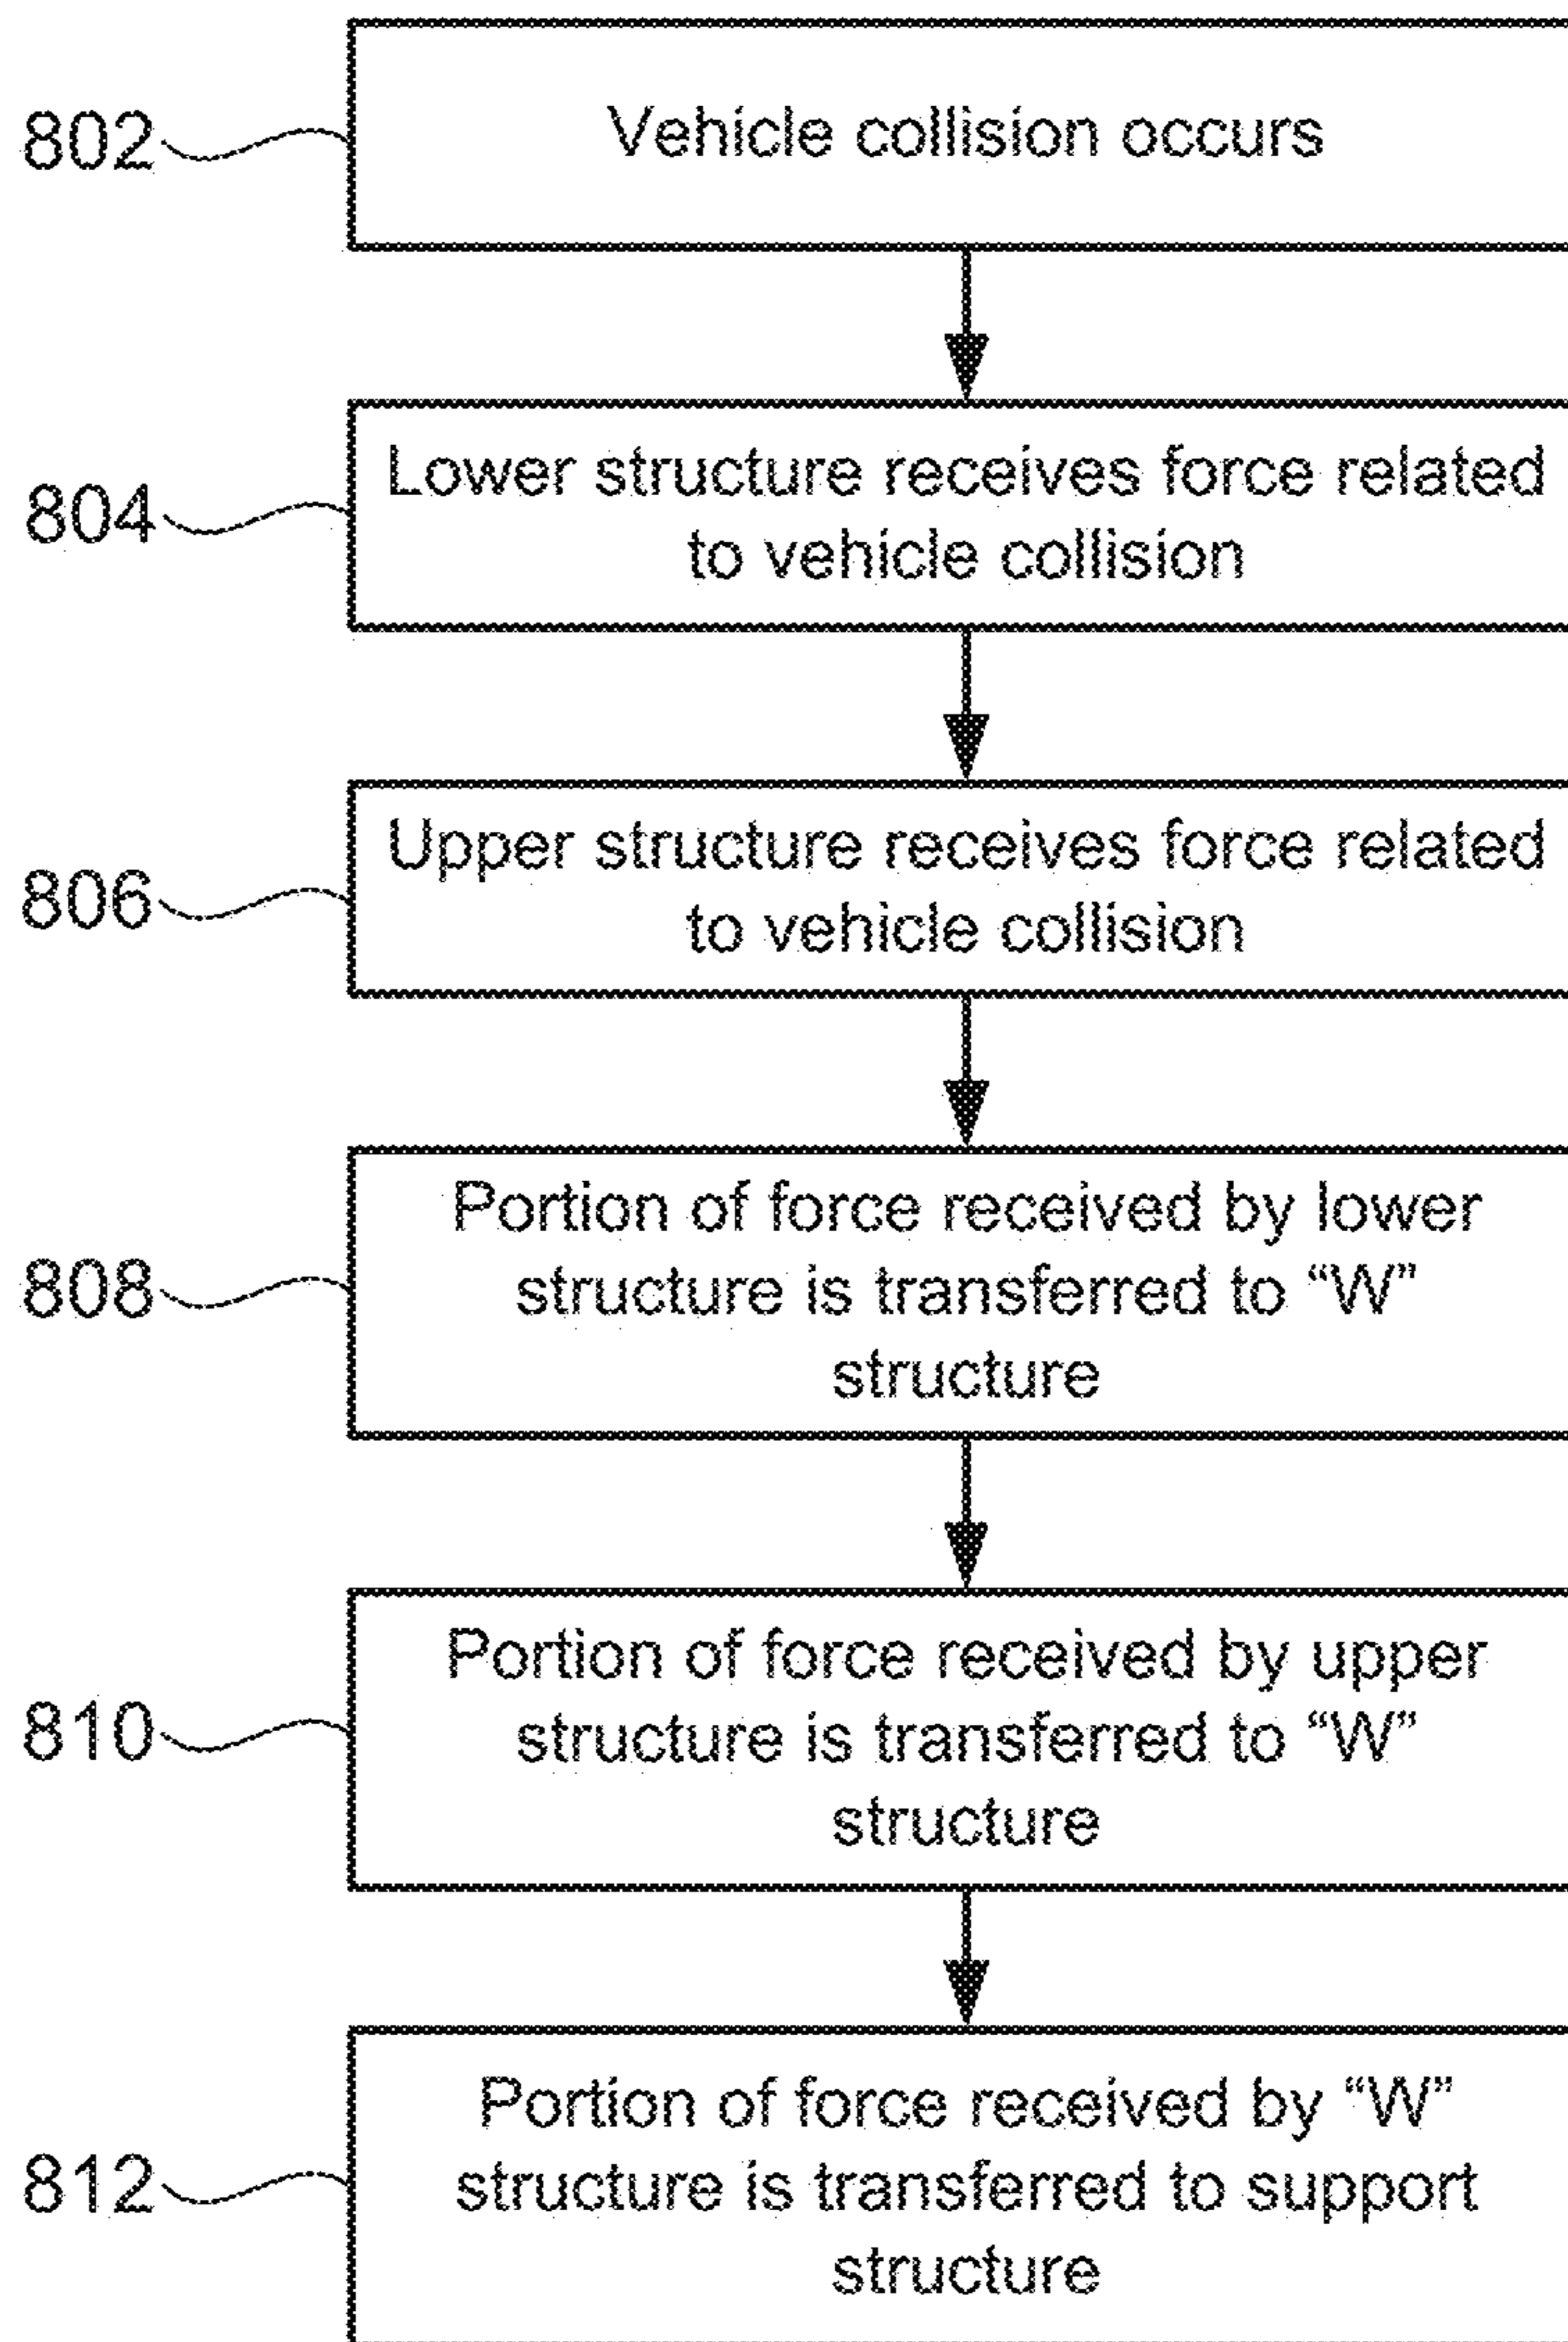 802
Vehicle collision occurs
804
Lower structure receives force related
to vehicle collision
806
Upper structure receives force related
to vehicle collision
808
Portion of force received by lower
structure is transferred to “W”
structure
810
Portion of force received by upper
structure is transferred to “W”
structure
812
Portion of force received by “W”
structure is transferred to support
structure